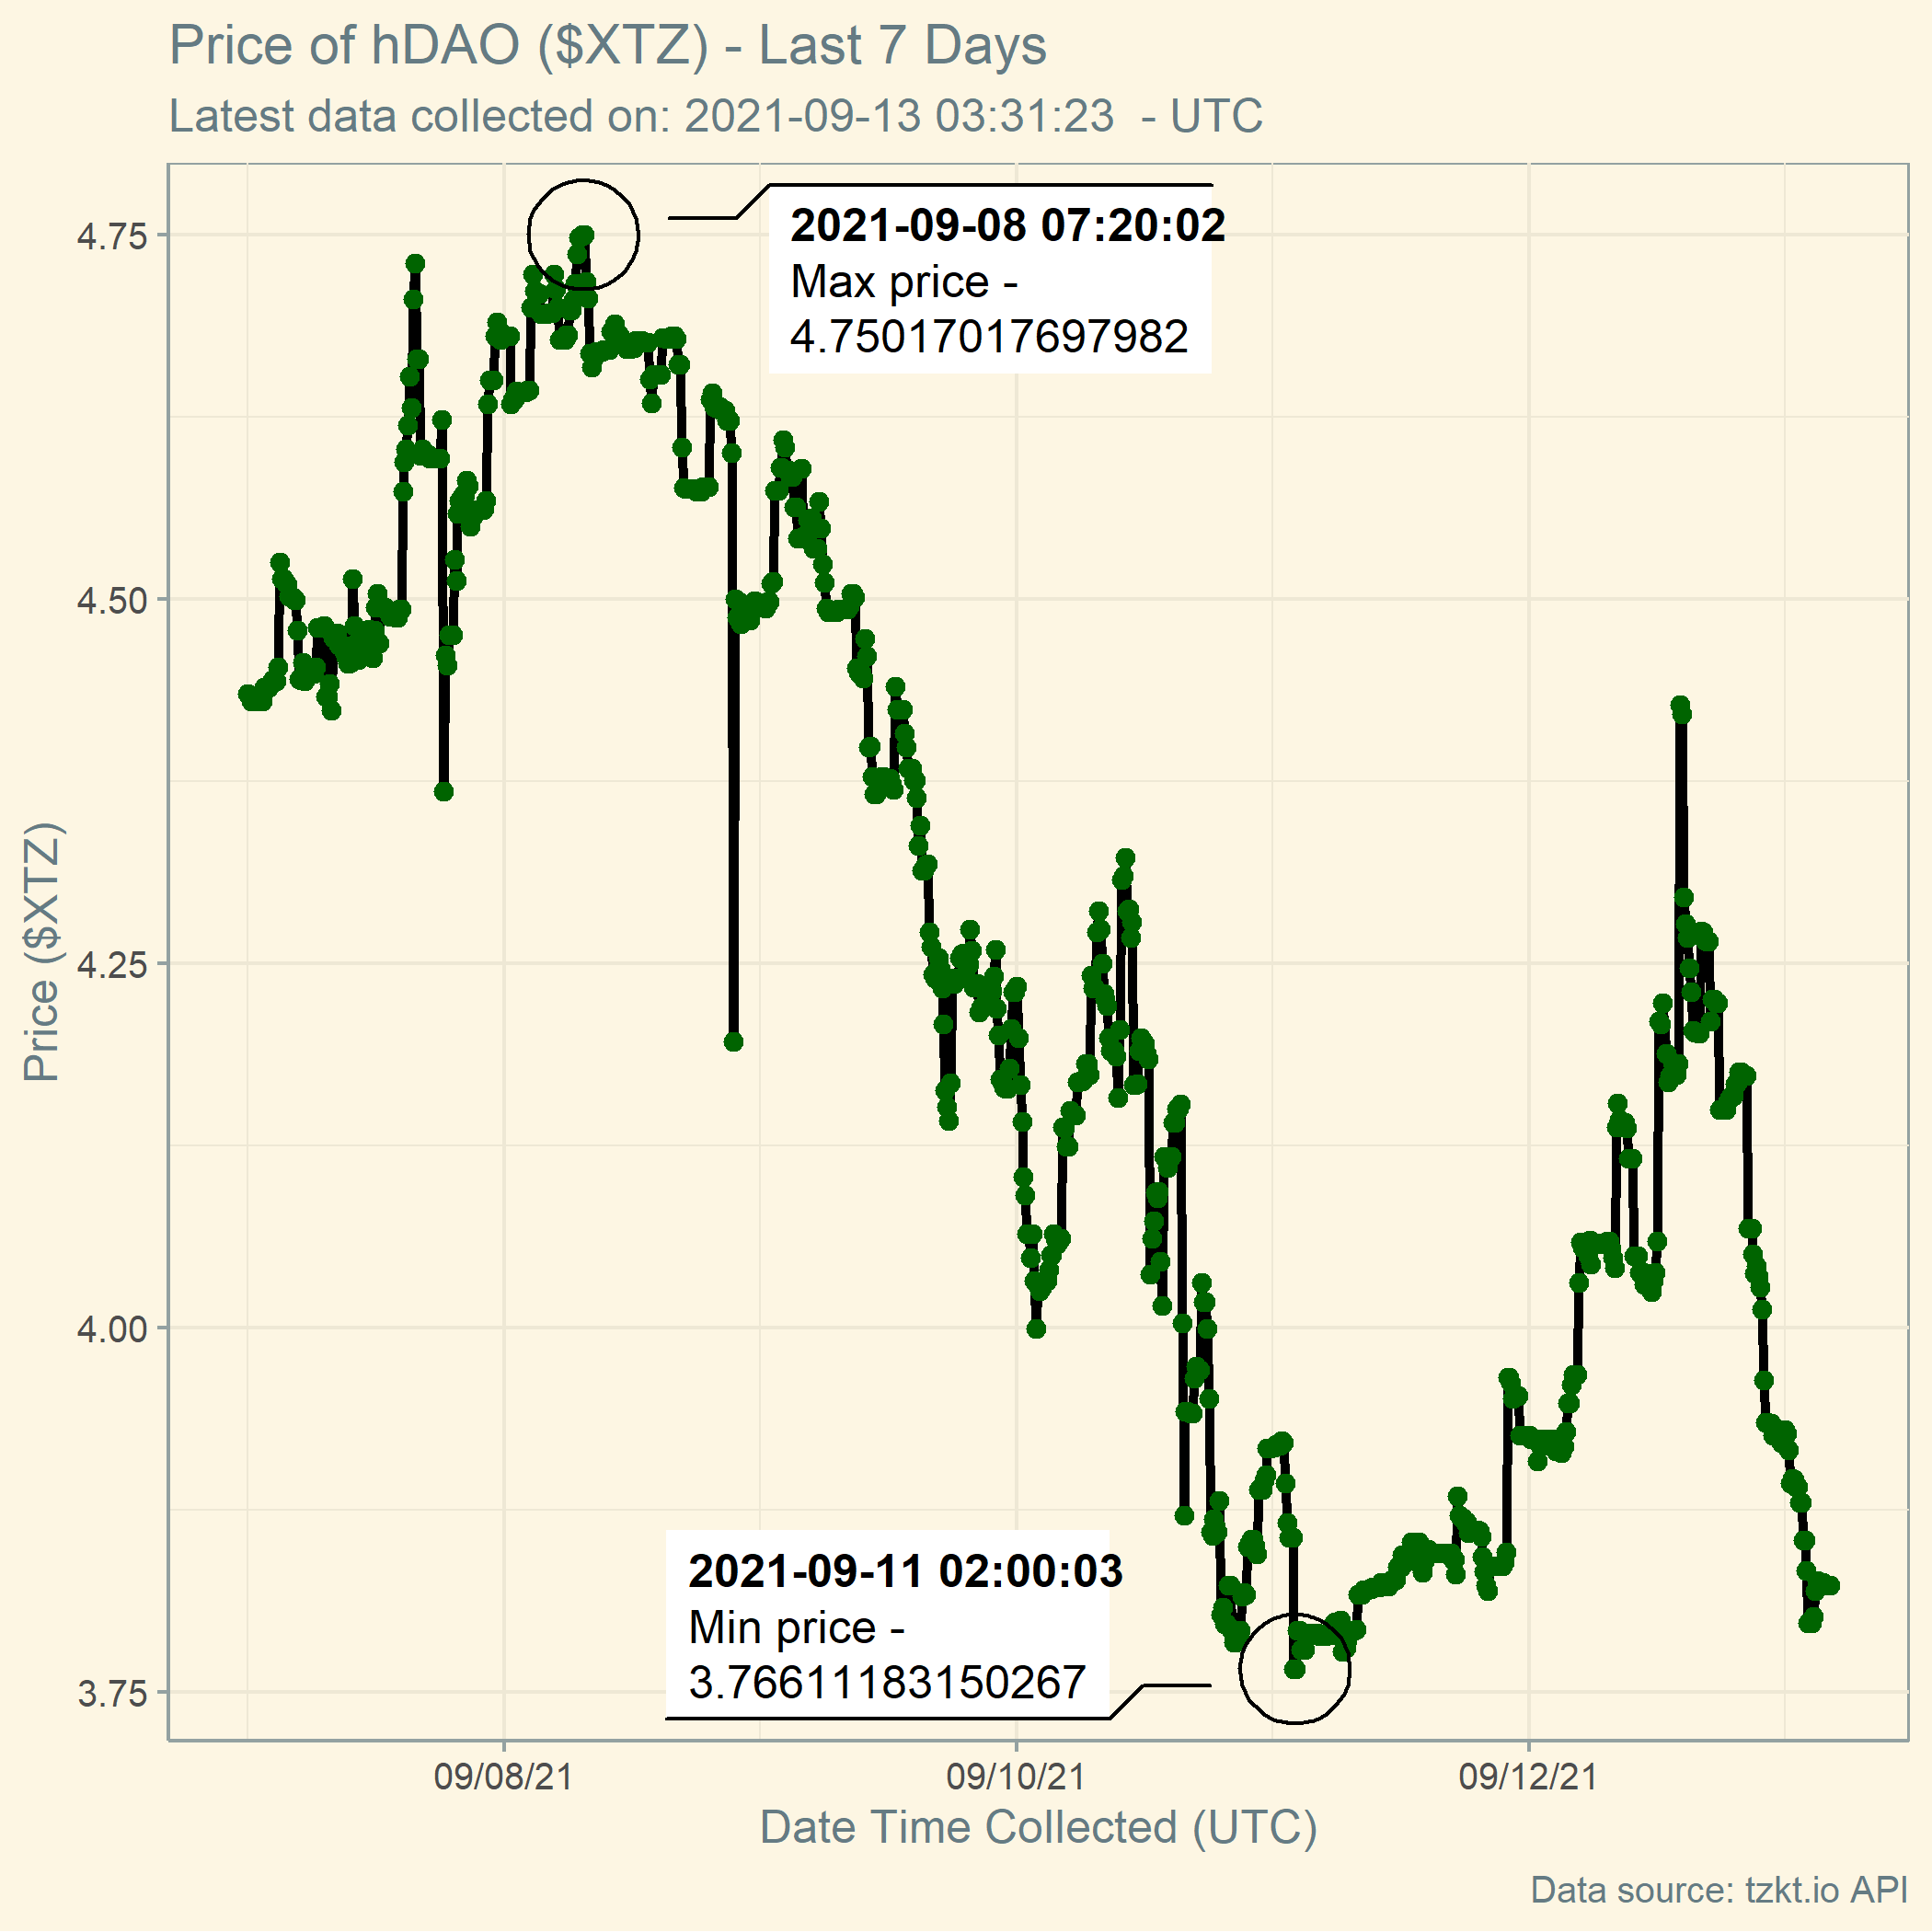 Price of hDAO ($XTZ) - Last 7 Days
Latest data collected on: 2021-09-13 03:31:23  - UTC
2021-09-08 07:20:02
Max price -
4.75017017697982
4.75
4.50
4.25
4.00
3.75
Price ($XTZ)
2021-09-11 02:00:03
Min price -
3.76611183150267
09/08/21
09/10/21
09/12/21
Date Time Collected (UTC)
Data source: tzkt.io API